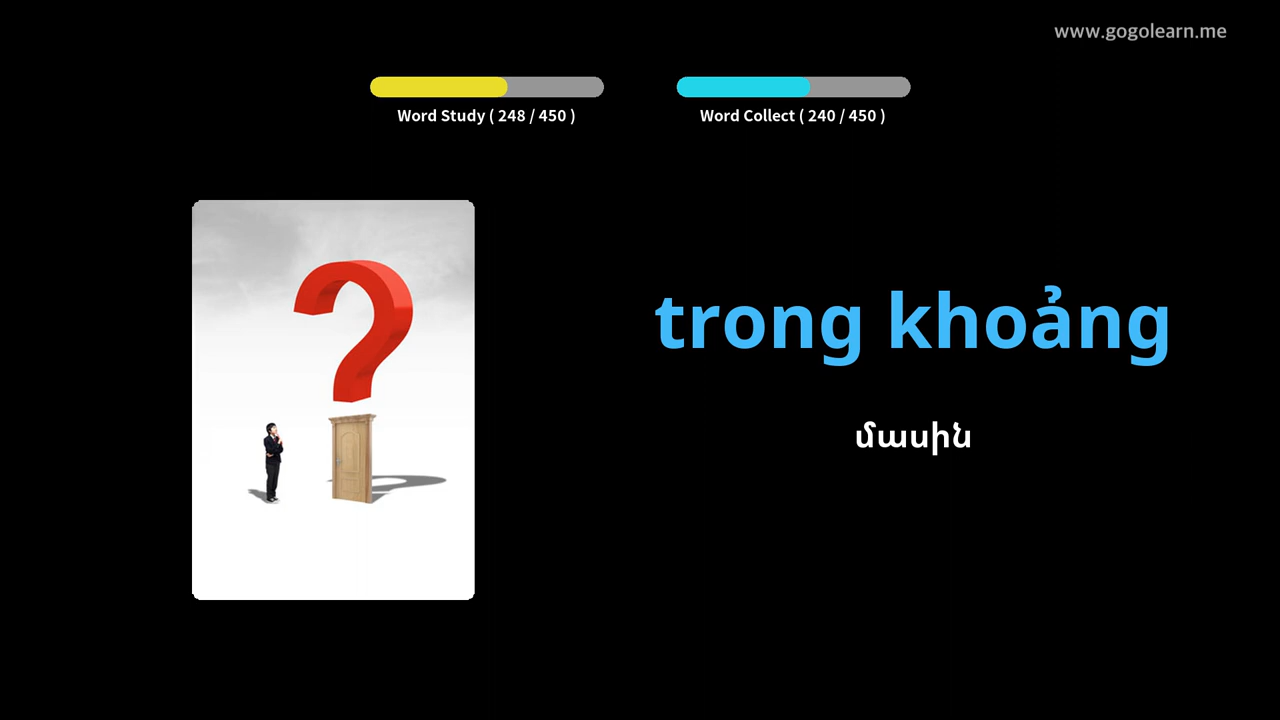 www.gogolearn.me
Word Study ( 248 / 450 )
Word Collect ( 240 / 450 )
trong khoảng
մասին